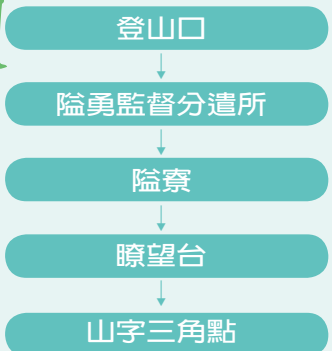 登山口
隘勇監督分遣所
隘寮
瞭望台
山字三角點